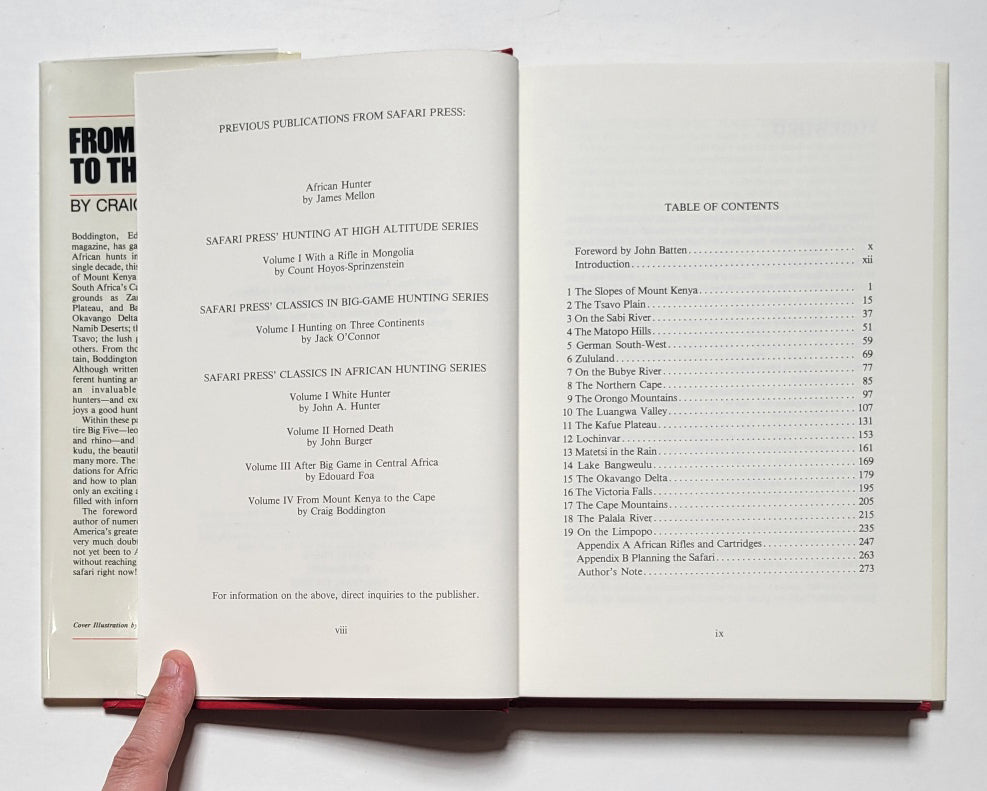 FROM
TO TH
BY CRAIG
Boddington, Ed
magazine, has ga
African hunts in
single decade, this
of Mount Kenya
South Africa's Ca
grounds as Za
Plateau, and Ba
Okavango Delta
Namib Deserts; th
Tsavo; the lush
others. From the
tain, Boddington
Although written
ferent hunting ar
an invaluable
hunters—and exc
joys a good hunt
Within these pa
tire Big Five—leo
and rhino—and
kudu, the beautif
many more. The
dations for Africa
and how to plan
only an exciting a
filled with inform
The foreword
author of numero
America's greate
very much doub
not yet been to A
without reaching
safari right now!
Cover Illustration by
PREVIOUS PUBLICATIONS FROM SAFARI PRESS:
African Hunter
by James Mellon
SAFARI PRESS' HUNTING AT HIGH ALTITUDE SERIES
Volume I With a Rifle in Mongolia
by Count Hoyos-Sprinzenstein
SAFARI PRESS' CLASSICS IN BIG-GAME HUNTING SERIES
Volume I Hunting on Three Continents
by Jack O'Connor
SAFARI PRESS' CLASSICS IN AFRICAN HUNTING SERIES
Volume I White Hunter
by John A. Hunter
Volume II Horned Death
by John Burger
Volume III After Big Game in Central Africa
by Edouard Foa
Volume IV From Mount Kenya to the Cape
by Craig Boddington
For information on the above, direct inquiries to the publisher.
viii
TABLE OF CONTENTS
Foreword by John Batten x
Introduction xii
1 The Slopes of Mount Kenya 1
2 The Tsavo Plain 15
3 On the Sabi River 37
4 The Matopo Hills 51
5 German South-West 59
6 Zululand 69
7 On the Bubye River 77
8 The Northern Cape 85
9 The Orongo Mountains 97
10 The Luangwa Valley 107
11 The Kafue Plateau 131
12 Lochinvar 153
13 Matetsi in the Rain 161
14 Lake Bangweulu 169
15 The Okavango Delta 179
16 The Victoria Falls 195
17 The Cape Mountains 205
18 The Palala River 215
19 On the Limpopo 235
Appendix A African Rifles and Cartridges 247
Appendix B Planning the Safari 263
Author's Note 273
ix